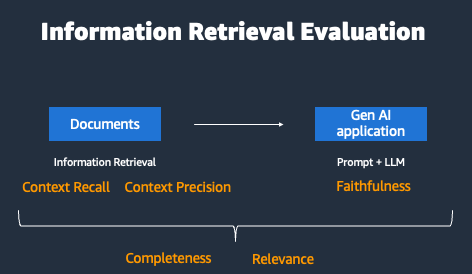 Information Retrieval Evaluation
Documents
Gen AI
application
Information Retrieval
Prompt + LLM
Context Recall Context Precision
Faithfulness
Completeness Relevance